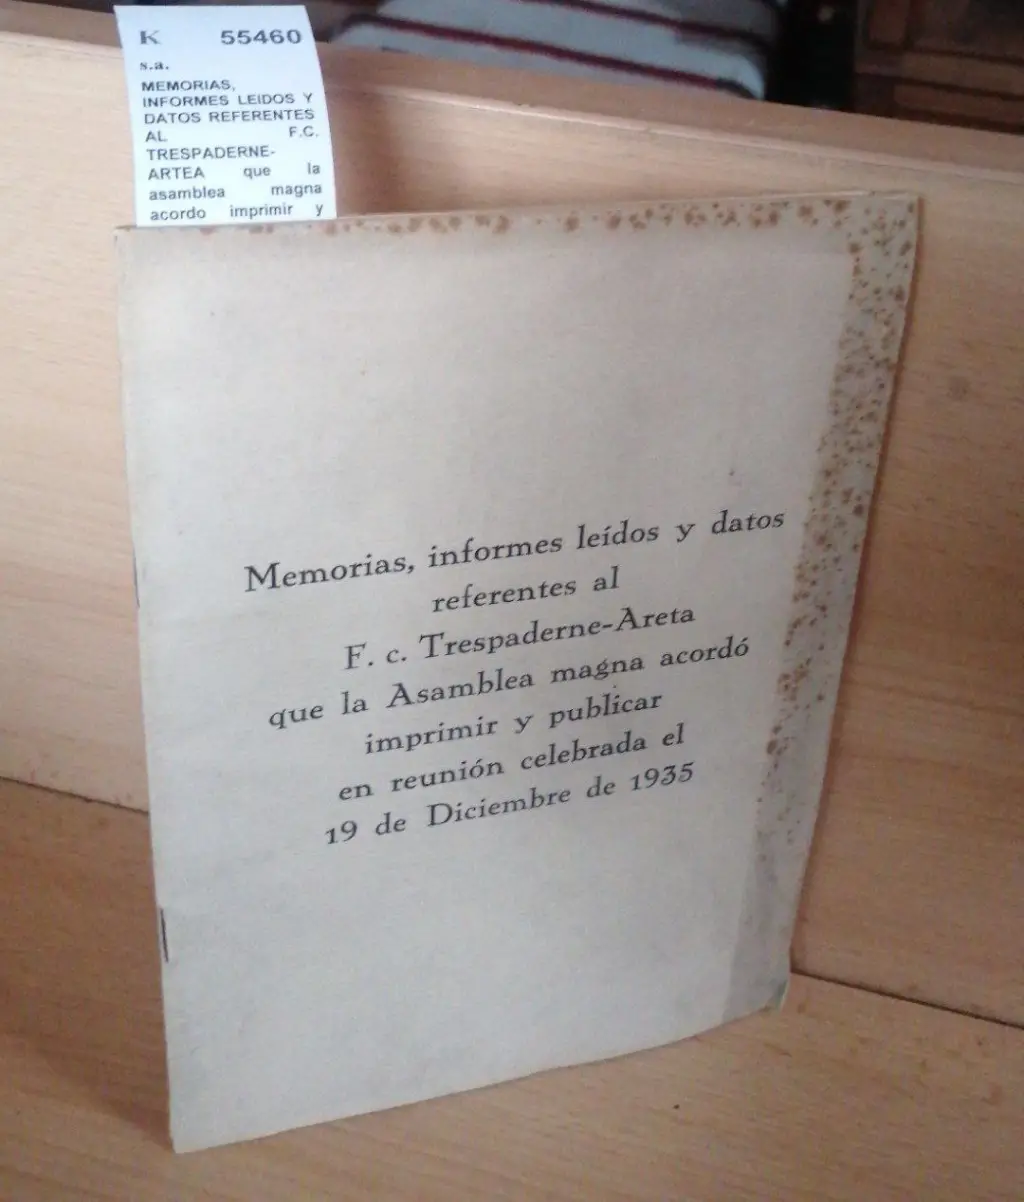 K 55460
s.a.
MEMORIAS,
INFORMES LEIDOS Y
DATOS REFERENTES
AL F.C.
TRESPADERNE-
ARTEA que la
asamblea magna
acordo imprimir y
Memorias, informes leídos y datos
referentes al
F. c. Trespaderne-Areta
que la Asamblea magna acordó
imprimir y publicar
en reunión celebrada el
19 de Diciembre de 1935